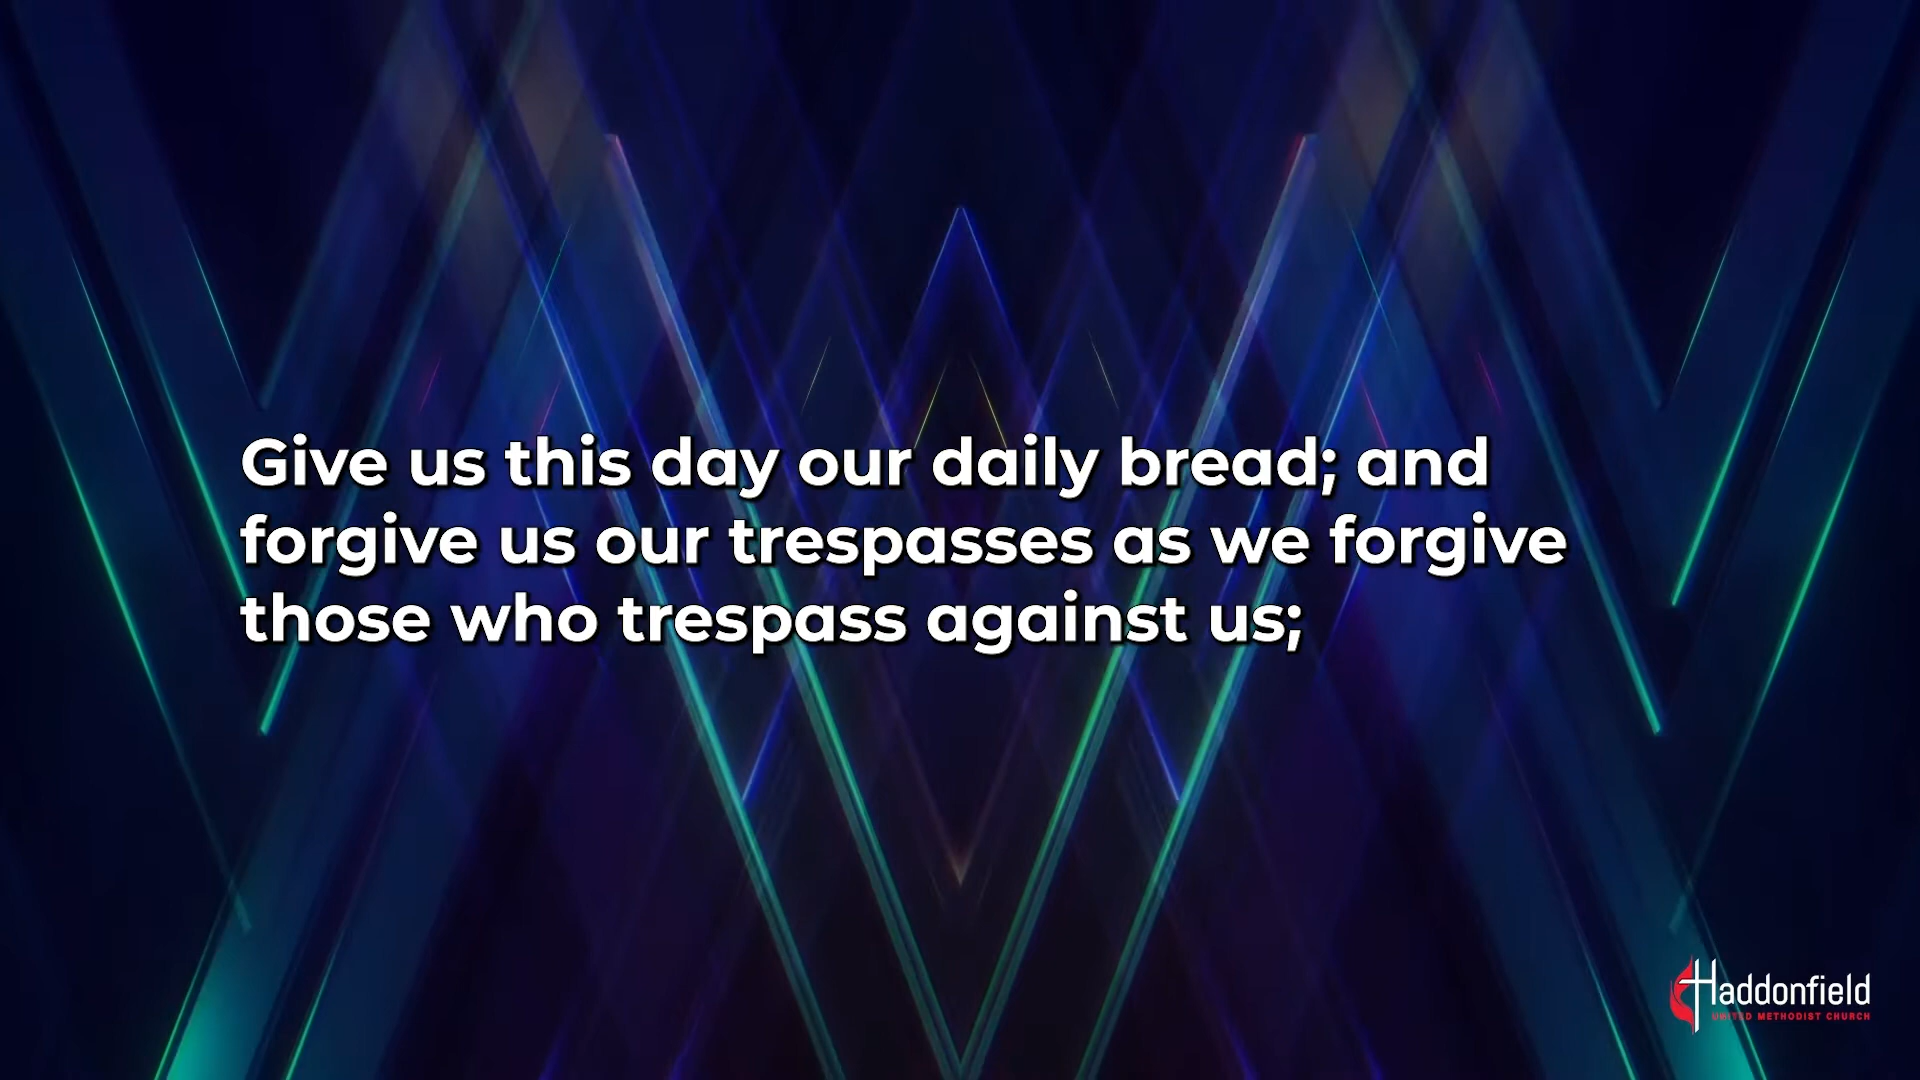 Give us this day our daily bread; and
forgive us our trespasses as we forgive
those who trespass against us;
Haddonfield
UNITED METHODIST CHURCH